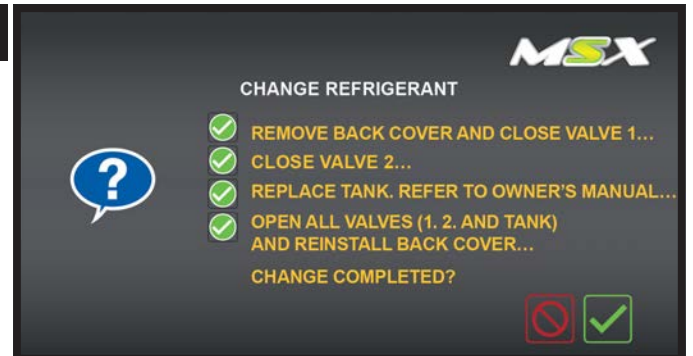 MSX
CHANGE REFRIGERANT
REMOVE BACK COVER AND CLOSE VALVE 1...
CLOSE VALVE 2...
?
REPLACE TANK. REFER TO OWNER'S MANUAL...
OPEN ALL VALVES (1. 2. AND TANK)
AND REINSTALL BACK COVER...
CHANGE COMPLETED?